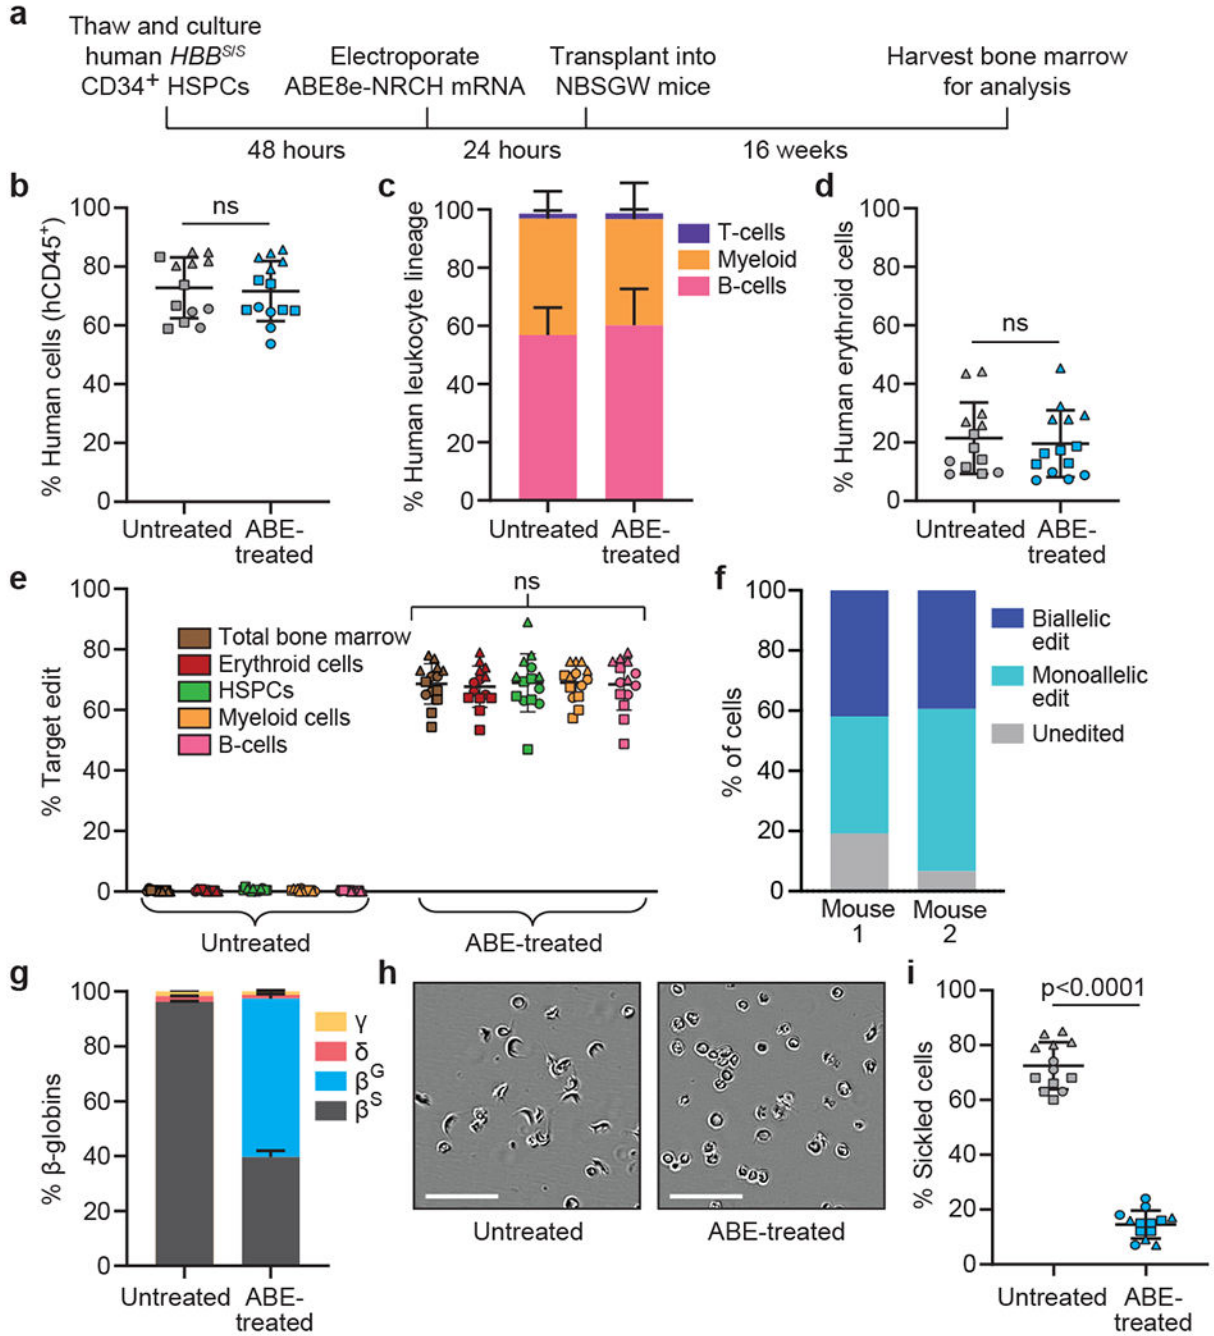 a
Thaw and culture
human HBB^S/S
CD34+ HSPCs
Electroporate
ABE8e-NRCH mRNA
Transplant into
NBSGW mice
Harvest bone marrow
for analysis
48 hours
24 hours
16 weeks
b
% Human cells (hCD45+)
100
80
60
40
20
0
ns
Untreated
ABE-
treated
c
% Human leukocyte lineage
100
80
60
40
20
0
T-cells
Myeloid
B-cells
Untreated
ABE-
treated
d
% Human erythroid cells
100
80
60
40
20
0
ns
Untreated
ABE-
treated
e
% Target edit
100
80
60
40
20
0
Total bone marrow
Erythroid cells
HSPCs
Myeloid cells
B-cells
ns
Untreated
ABE-treated
f
% of cells
100
80
60
40
20
0
Biallelic
edit
Monoallelic
edit
Unedited
Mouse
1
Mouse
2
g
% β-globins
100
80
60
40
20
0
γ
δ
β^G
β^S
Untreated
ABE-
treated
h
Untreated
ABE-treated
i
% Sickled cells
100
80
60
40
20
0
p<0.0001
Untreated
ABE-
treated